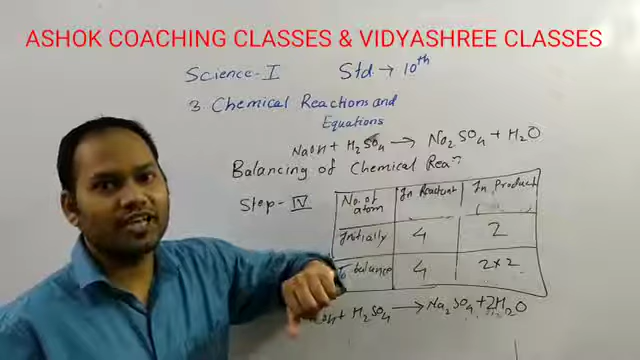 ASHOK COACHING CLASSES & VIDYASHREE CLASSES
Science-I Std → 10th
3. Chemical Reactions and
Equations
NaOH + H2SO4 → Na2SO4 + H2O
Balancing of Chemical Reaⁿ
Step-IV
No. of atom In Reactant In Product
Initially 4 2
To balance 4 2×2
+ H2SO4 → Na2SO4 + 2H2O